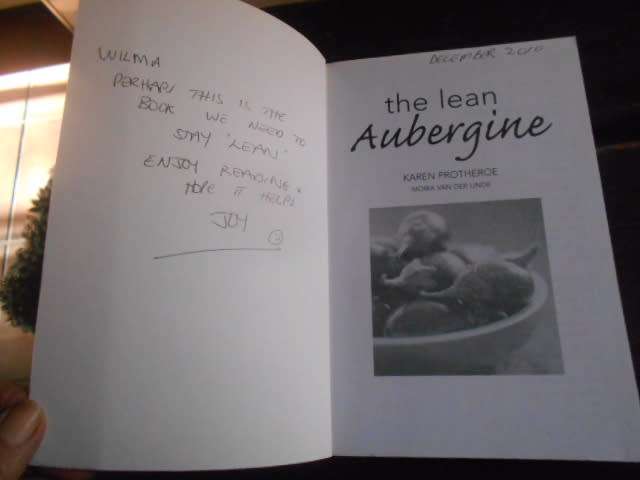 WILMA
PERHAPS THIS IS THE
BOOK WE NEED TO
STAY "LEAN"
ENJOY READING &
HOPE IT HELPS
JOY
DECEMBER 2010
the lean
Aubergine
KAREN PROTHEROE
MOIRA VAN DER LINDE